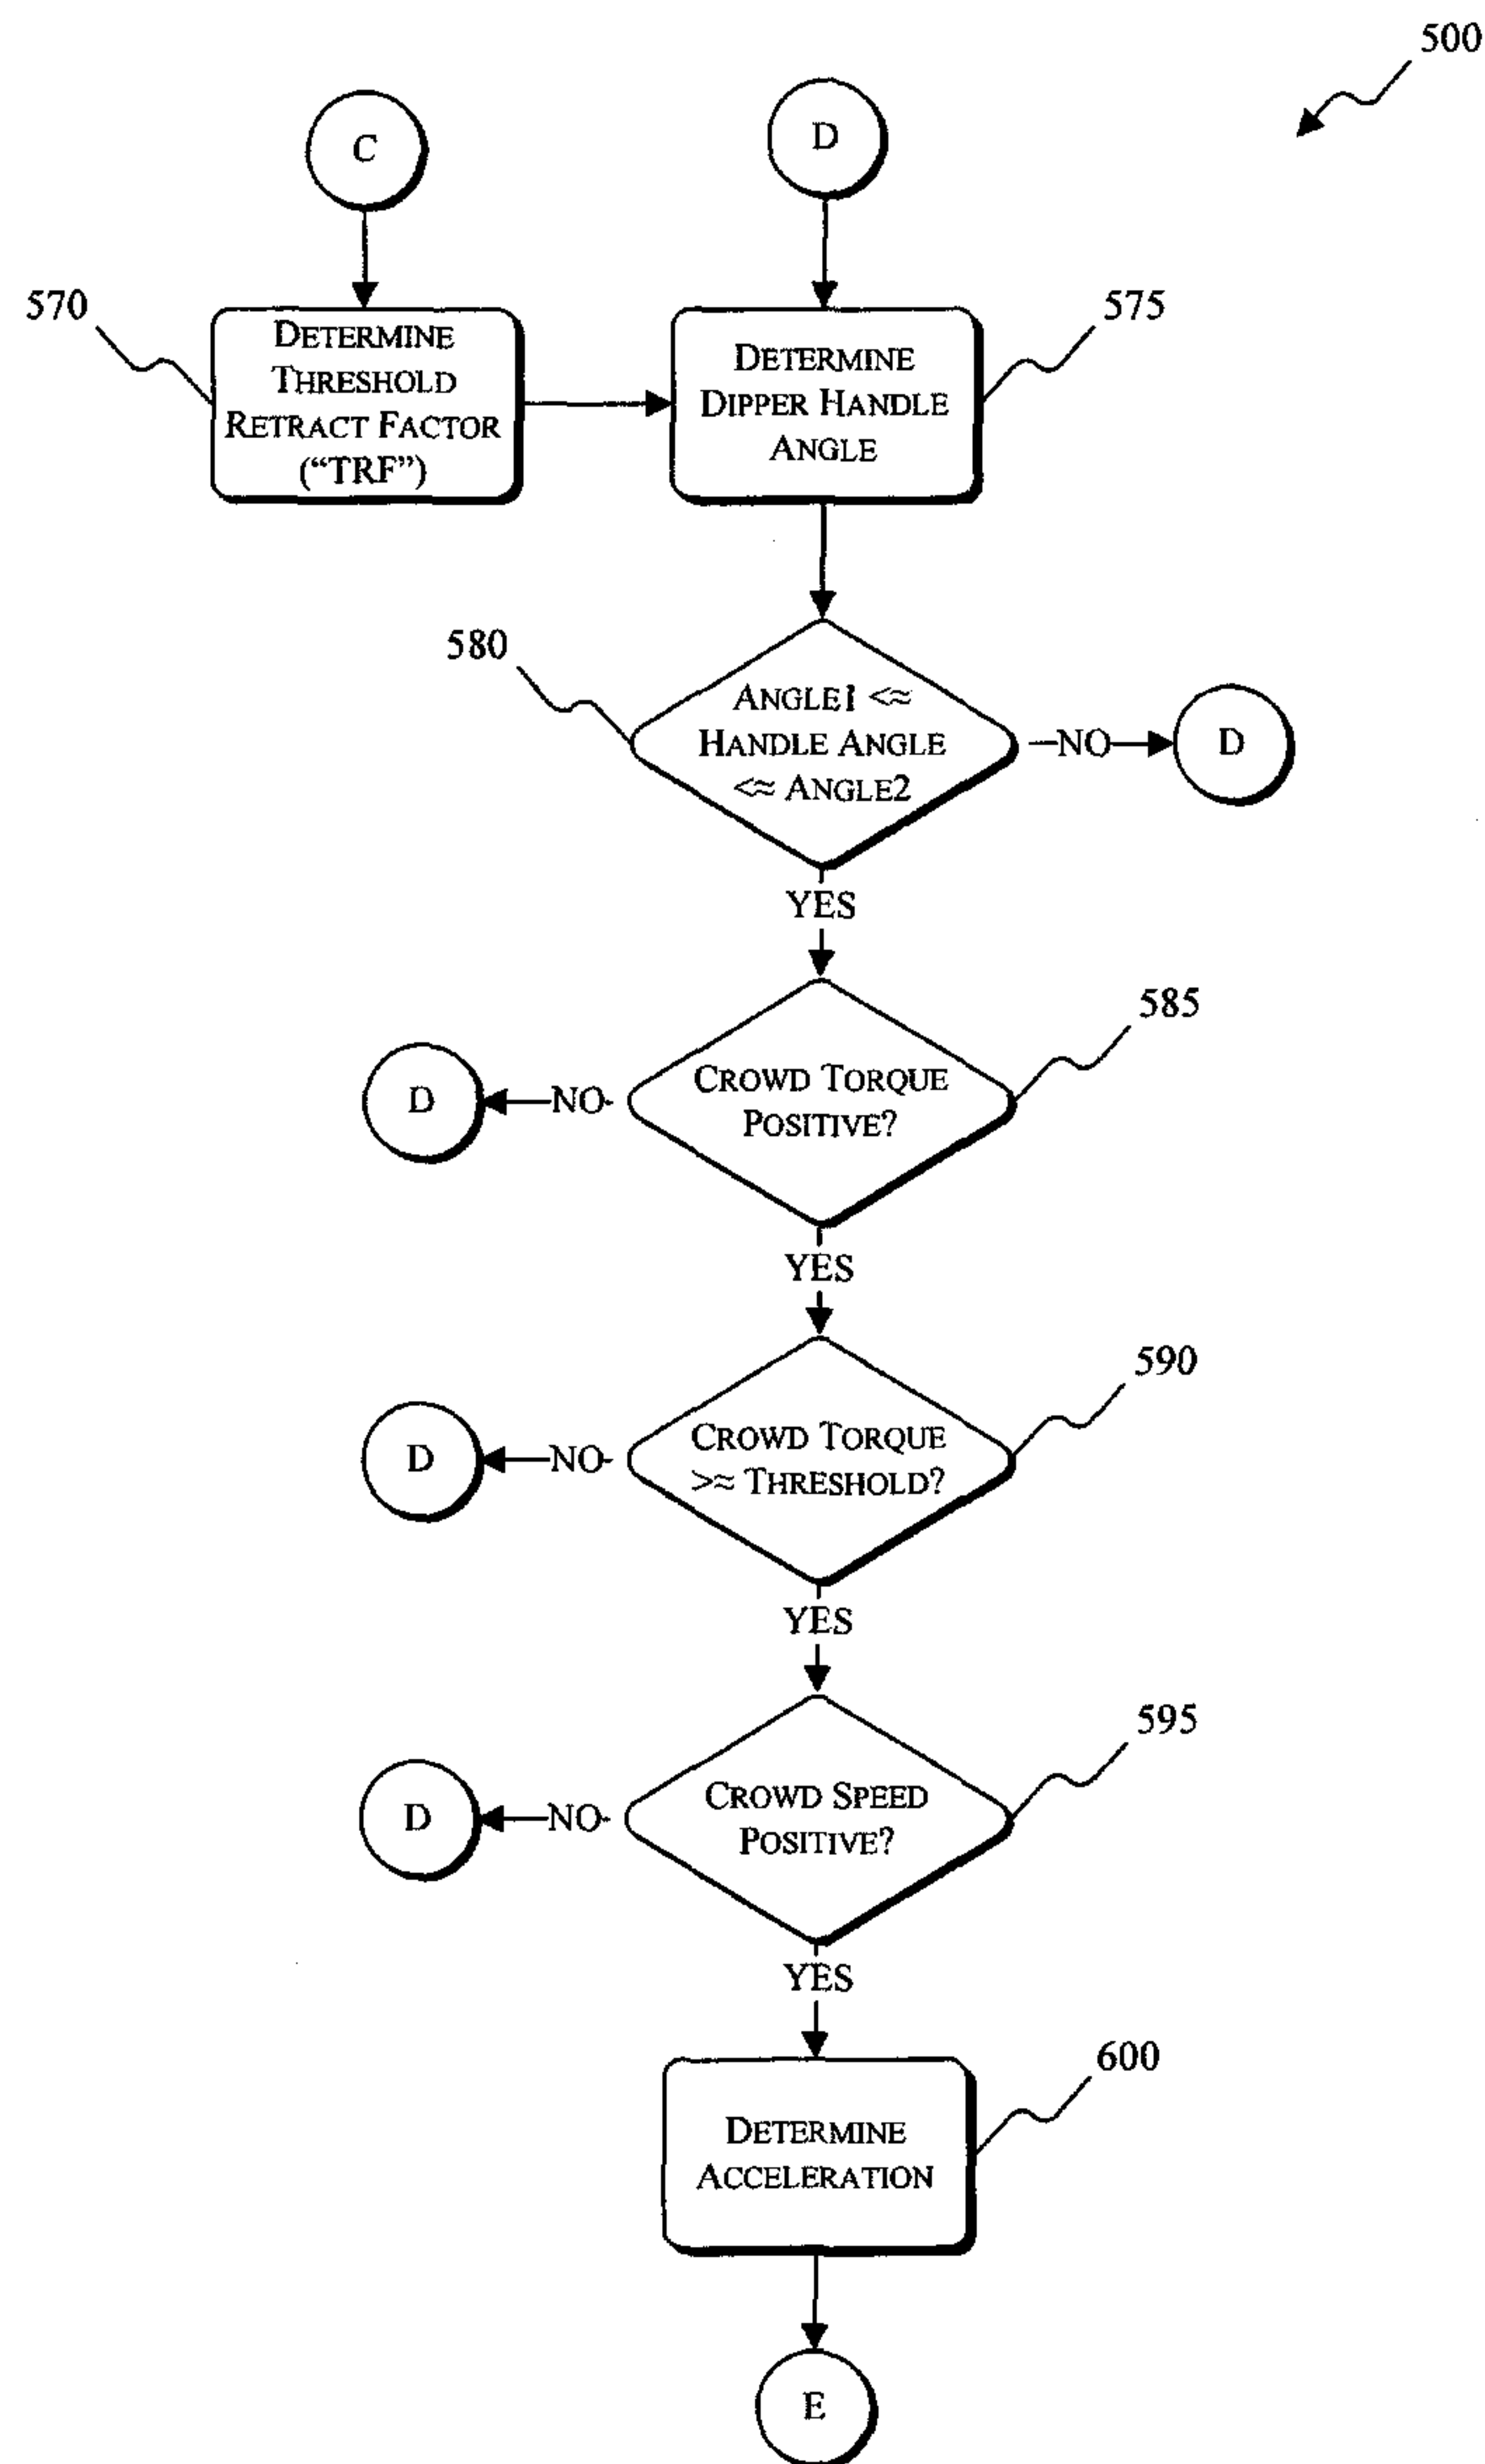 500
C
D
570
DETERMINE
THRESHOLD
RETRACT FACTOR
("TRF")
575
DETERMINE
DIPPER HANDLE
ANGLE
580
ANGLE1 <≈
HANDLE ANGLE
<≈ ANGLE2
NO
D
YES
585
CROWD TORQUE
POSITIVE?
NO
D
YES
590
CROWD TORQUE
>≈ THRESHOLD?
NO
D
YES
595
CROWD SPEED
POSITIVE?
NO
D
YES
600
DETERMINE
ACCELERATION
E